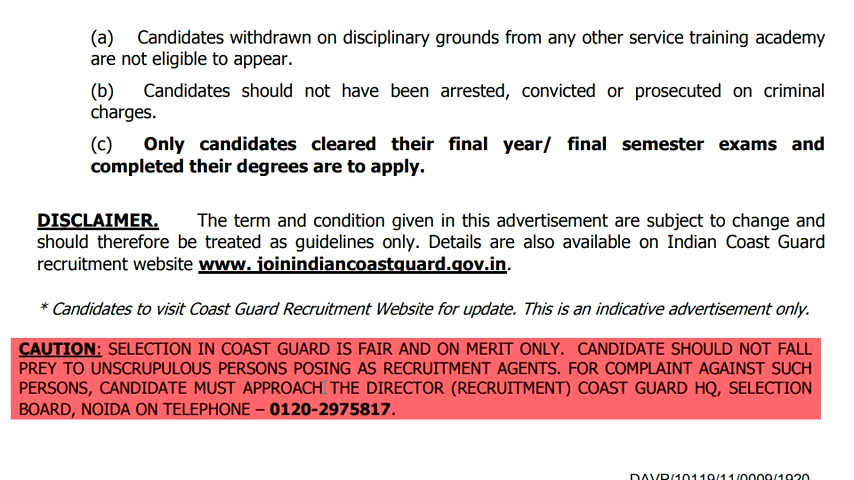 (a) Candidates withdrawn on disciplinary grounds from any other service training academy
are not eligible to appear.
(b) Candidates should not have been arrested, convicted or prosecuted on criminal
charges.
(c) Only candidates cleared their final year/ final semester exams and
completed their degrees are to apply.
DISCLAIMER. The term and condition given in this advertisement are subject to change and
should therefore be treated as guidelines only. Details are also available on Indian Coast Guard
recruitment website www. joinindiancoastguard.gov.in.
* Candidates to visit Coast Guard Recruitment Website for update. This is an indicative advertisement only.
CAUTION: SELECTION IN COAST GUARD IS FAIR AND ON MERIT ONLY. CANDIDATE SHOULD NOT FALL
PREY TO UNSCRUPULOUS PERSONS POSING AS RECRUITMENT AGENTS. FOR COMPLAINT AGAINST SUCH
PERSONS, CANDIDATE MUST APPROACH THE DIRECTOR (RECRUITMENT) COAST GUARD HQ, SELECTION
BOARD, NOIDA ON TELEPHONE – 0120-2975817.
DAVP/10119/11/0009/1920